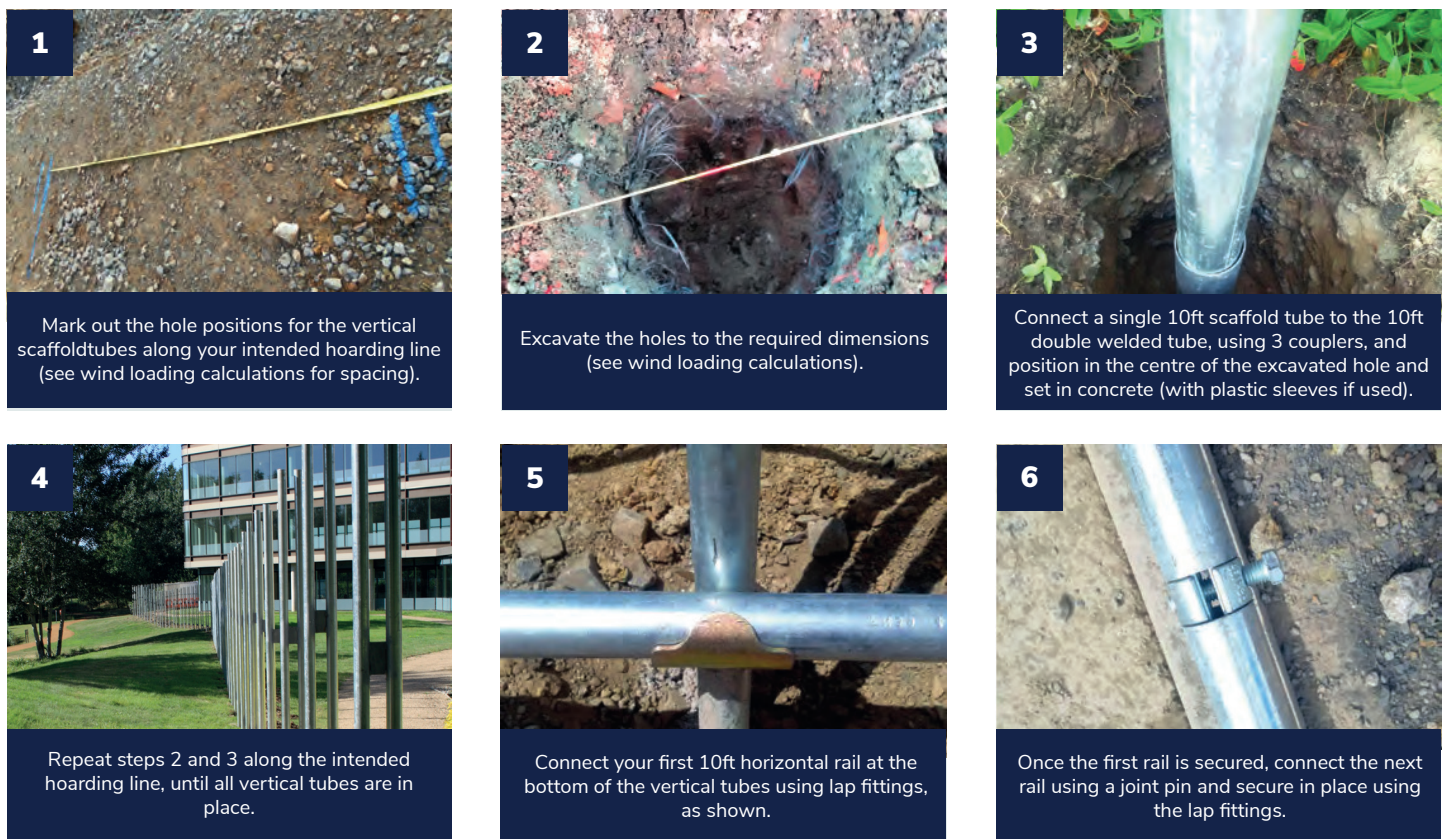 1
Mark out the hole positions for the vertical
scaffoldtubes along your intended hoarding line
(see wind loading calculations for spacing).
2
Excavate the holes to the required dimensions
(see wind loading calculations).
3
Connect a single 10ft scaffold tube to the 10ft
double welded tube, using 3 couplers, and
position in the centre of the excavated hole and
set in concrete (with plastic sleeves if used).
4
Repeat steps 2 and 3 along the intended
hoarding line, until all vertical tubes are in
place.
5
Connect your first 10ft horizontal rail at the
bottom of the vertical tubes using lap fittings,
as shown.
6
Once the first rail is secured, connect the next
rail using a joint pin and secure in place using
the lap fittings.